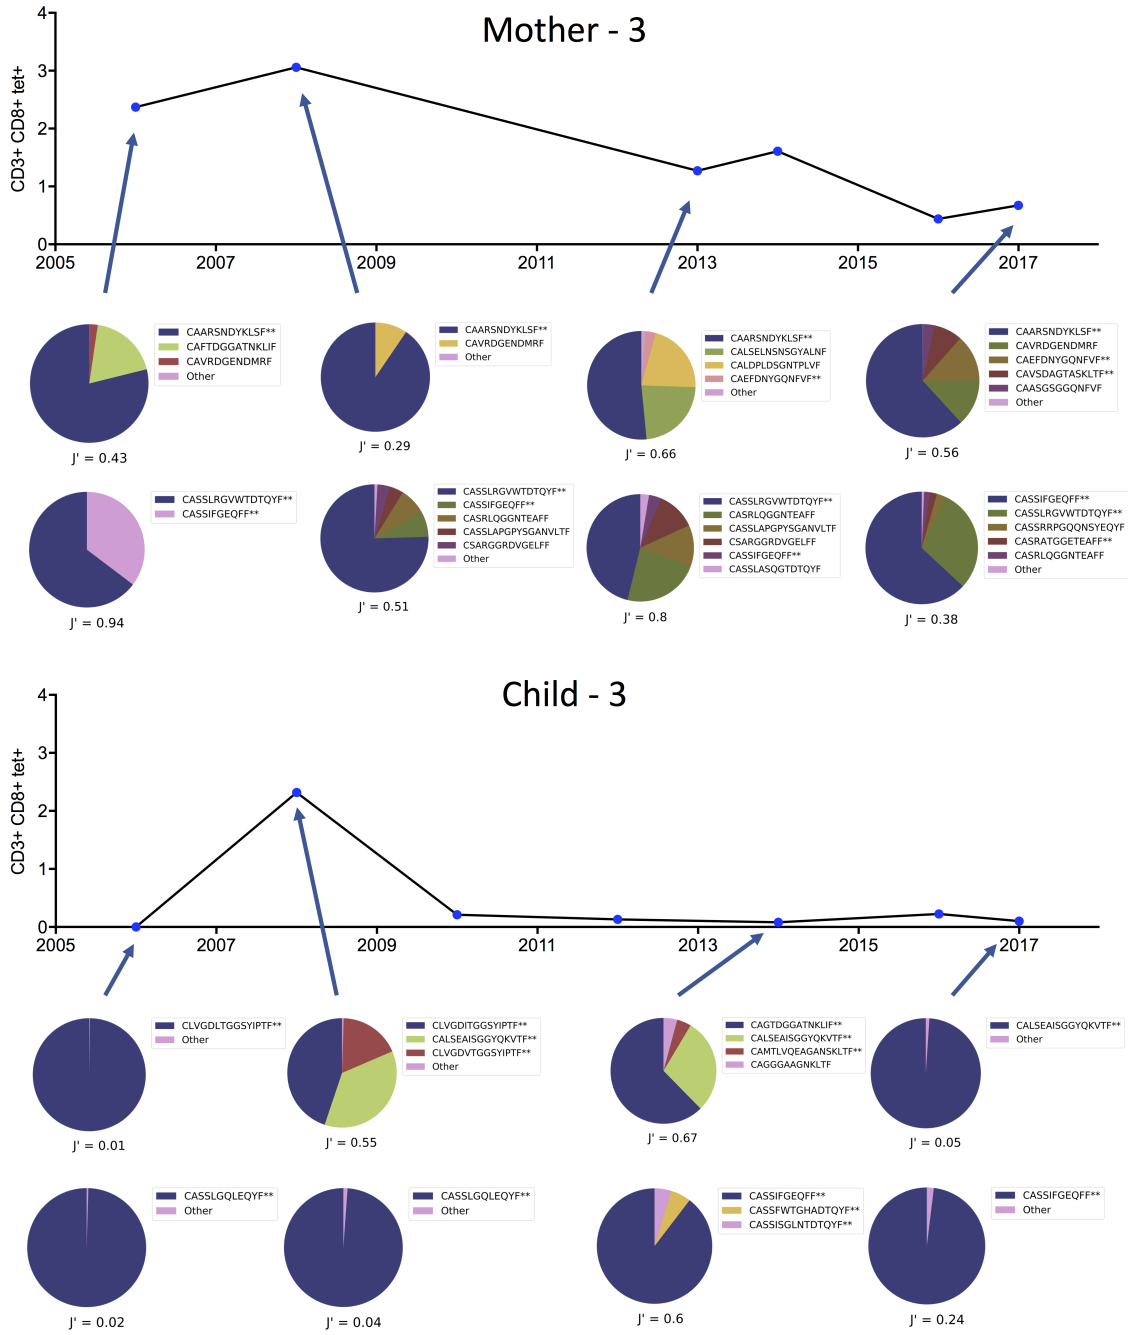 Mother - 3
CD3+ CD8+ tet+
4
3
2
1
0
2005 2007 2009 2011 2013 2015 2017
CAARSNDYKLSF**
CAFTDGGATNKLIF
CAVRDGENDMRF
Other
J' = 0.43
CAARSNDYKLSF**
CAVRDGENDMRF
Other
J' = 0.29
CAARSNDYKLSF**
CALSELNSNSGYALNF
CALDPLDSGNTPLVF
CAEFDNYGQNFVF**
Other
J' = 0.66
CAARSNDYKLSF**
CAVRDGENDMRF
CAEFDNYGQNFVF**
CAVSDAGTASKLTF**
CAASGSGGQNFVF
Other
J' = 0.56
CASSLRGVWTDTQYF**
CASSIFGEQFF**
J' = 0.94
CASSLRGVWTDTQYF**
CASSIFGEQFF**
CASRLQGGNTEAFF
CASSLAPGPYSGANVLTF
CSARGGRDVGELFF
Other
J' = 0.51
CASSLRGVWTDTQYF**
CASRLQGGNTEAFF
CASSLAPGPYSGANVLTF
CSARGGRDVGELFF
CASSIFGEQFF**
CASSLASQGTDTQYF
J' = 0.8
CASSIFGEQFF**
CASSLRGVWTDTQYF**
CASSRRPGQQNSYEQYF
CASRATGGETEAFF**
CASRLQGGNTEAFF
Other
J' = 0.38
Child - 3
CD3+ CD8+ tet+
4
3
2
1
0
2005 2007 2009 2011 2013 2015 2017
CLVGDLTGGSYIPTF**
Other
J' = 0.01
CLVGDITGGSYIPTF**
CALSEAISGGYQKVTF**
CLVGDVTGGSYIPTF**
Other
J' = 0.55
CAGTDGGATNKLIF**
CALSEAISGGYQKVTF**
CAMTLVQEAGANSKLTF**
CAGGGAAGNKLTF
J' = 0.67
CALSEAISGGYQKVTF**
Other
J' = 0.05
CASSLGQLEQYF**
Other
J' = 0.02
CASSLGQLEQYF**
Other
J' = 0.04
CASSIFGEQFF**
CASSFWTGHADTQYF**
CASSISGLNTDTQYF**
J' = 0.6
CASSIFGEQFF**
Other
J' = 0.24